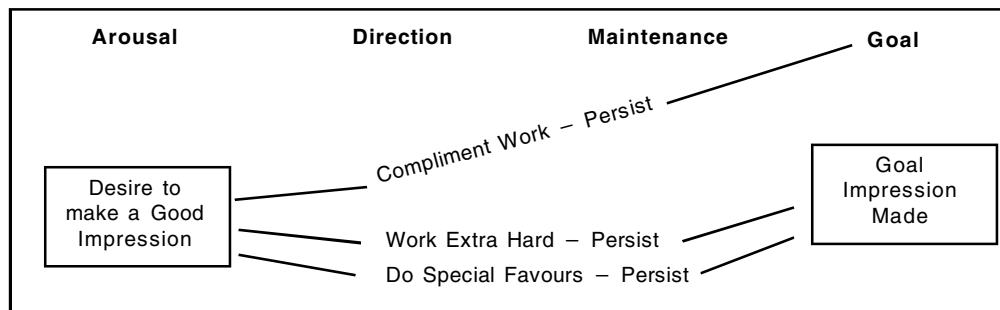 Arousal Direction Maintenance Goal
Compliment Work – Persist
Desire to
make a Good
Impression
Work Extra Hard – Persist
Do Special Favours – Persist
Goal
Impression
Made